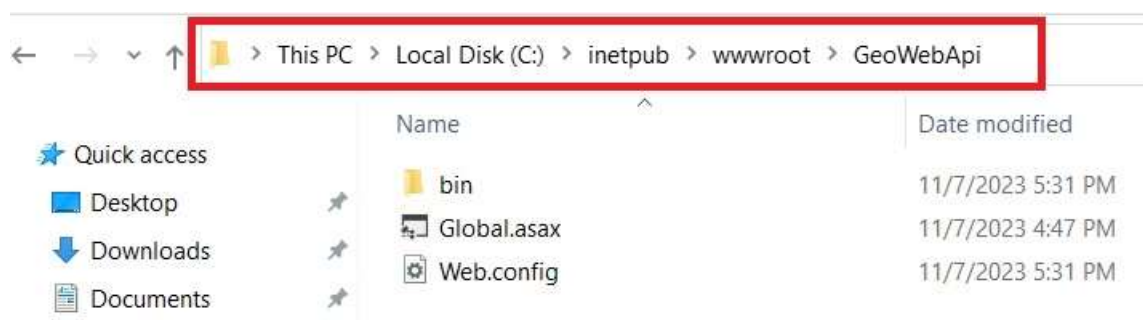 This PC > Local Disk (C:) > inetpub > wwwroot > GeoWebApi
Name Date modified
Quick access
bin 11/7/2023 5:31 PM
Desktop
Global.asax 11/7/2023 4:47 PM
Downloads
Web.config 11/7/2023 5:31 PM
Documents